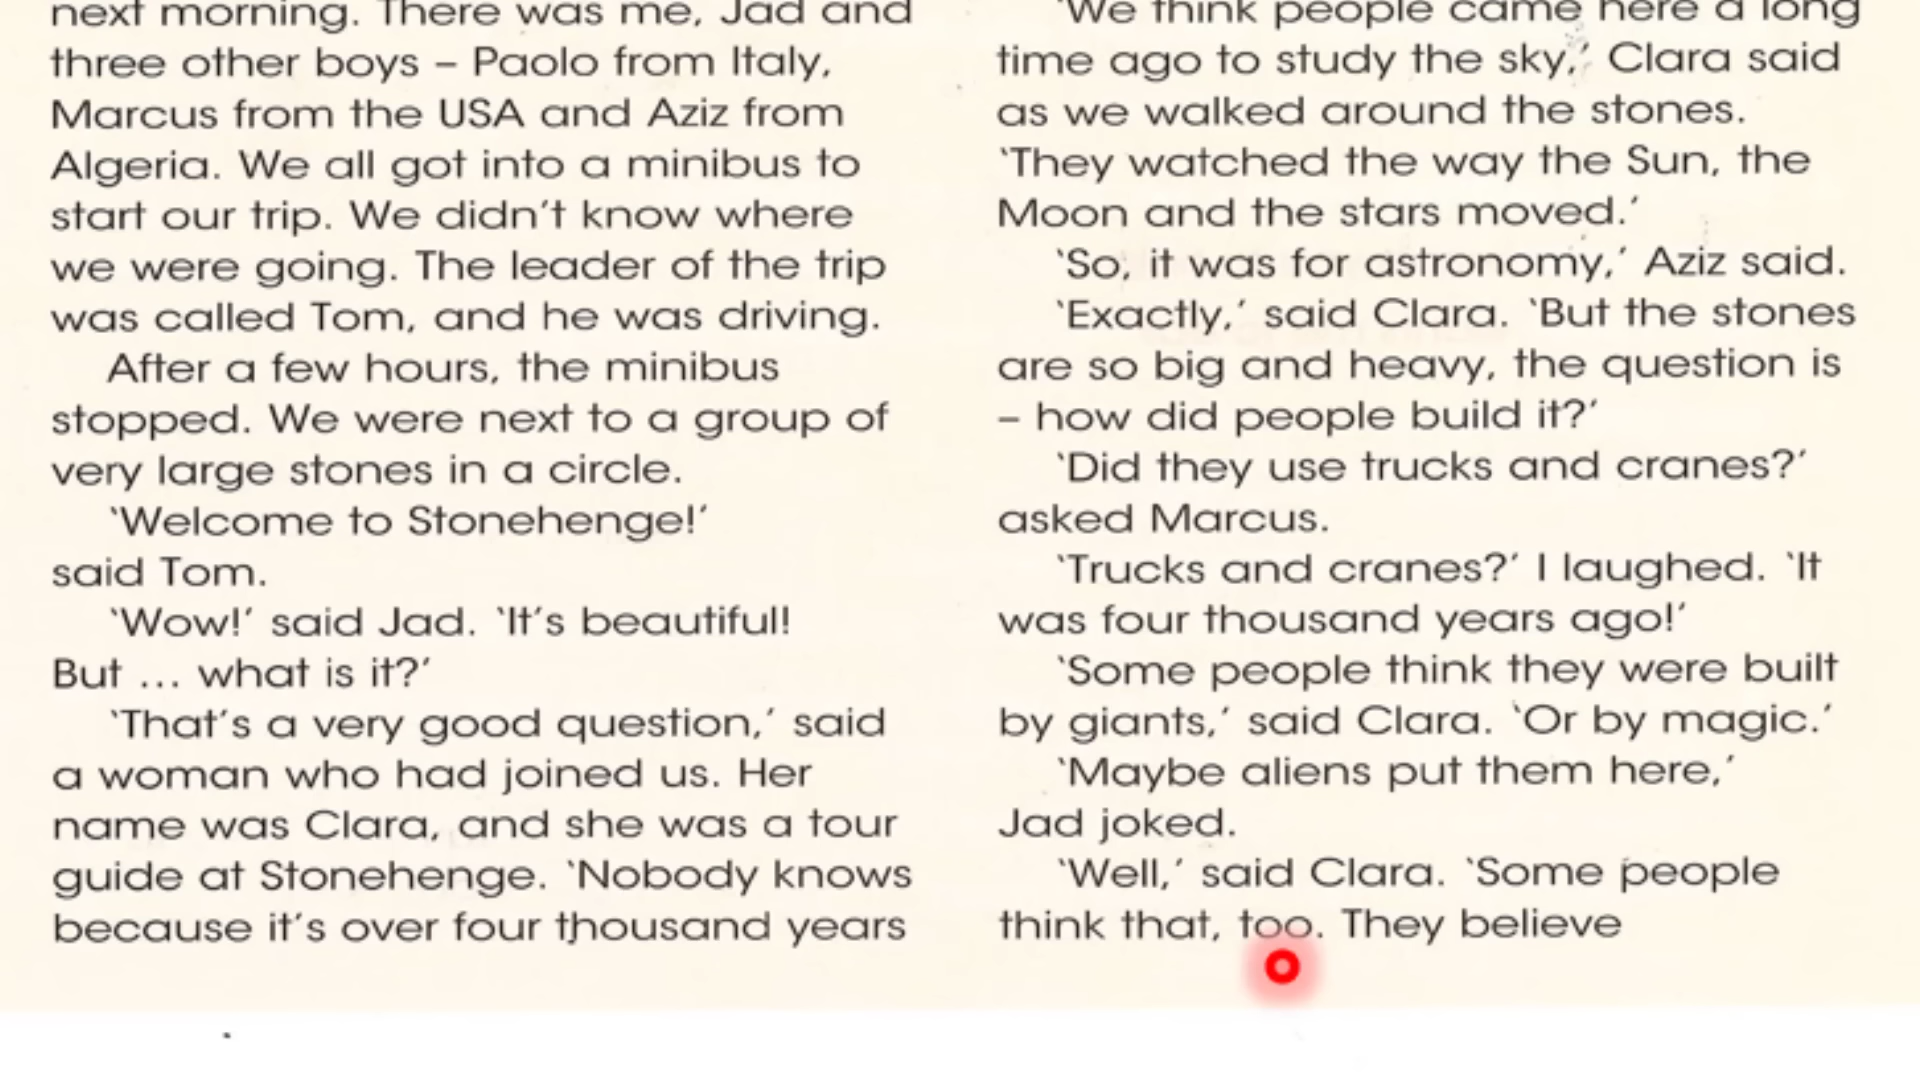 next morning. There was me, Jad and
three other boys – Paolo from Italy,
Marcus from the USA and Aziz from
Algeria. We all got into a minibus to
start our trip. We didn't know where
we were going. The leader of the trip
was called Tom, and he was driving.
After a few hours, the minibus
stopped. We were next to a group of
very large stones in a circle.
‘Welcome to Stonehenge!’
said Tom.
‘Wow!’ said Jad. ‘It’s beautiful!
But ... what is it?’
‘That’s a very good question,’ said
a woman who had joined us. Her
name was Clara, and she was a tour
guide at Stonehenge. ‘Nobody knows
because it’s over four thousand years
‘We think people came here a long
time ago to study the sky,’ Clara said
as we walked around the stones.
‘They watched the way the Sun, the
Moon and the stars moved.’
‘So, it was for astronomy,’ Aziz said.
‘Exactly,’ said Clara. ‘But the stones
are so big and heavy, the question is
– how did people build it?’
‘Did they use trucks and cranes?’
asked Marcus.
‘Trucks and cranes?’ I laughed. ‘It
was four thousand years ago!’
‘Some people think they were built
by giants,’ said Clara. ‘Or by magic.’
‘Maybe aliens put them here,’
Jad joked.
‘Well,’ said Clara. ‘Some people
think that, too. They believe